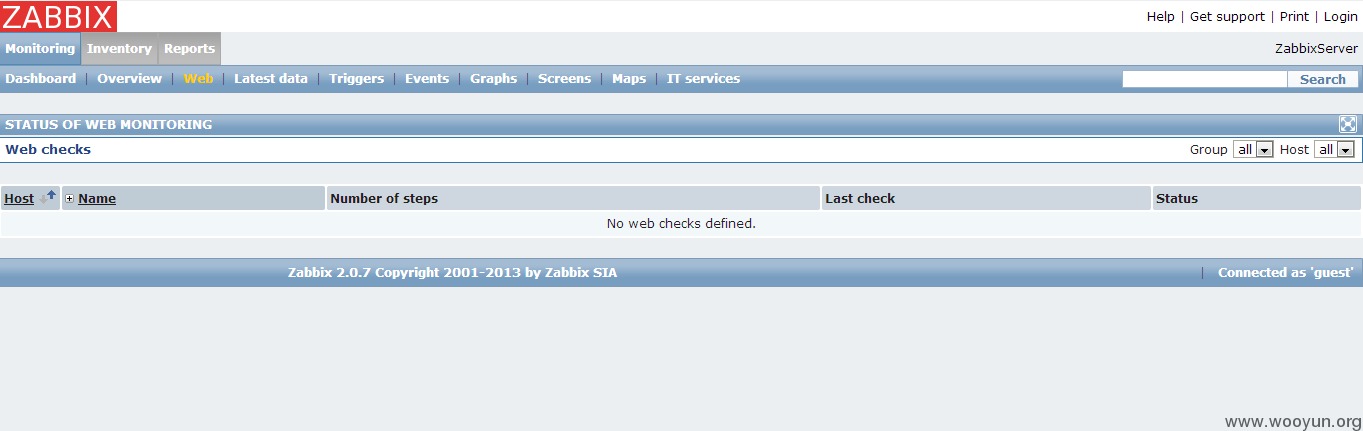 ZABBIX
Help | Get support | Print | Login
Monitoring Inventory Reports
ZabbixServer
Dashboard | Overview | Web | Latest data | Triggers | Events | Graphs | Screens | Maps | IT services
Search
STATUS OF WEB MONITORING
Web checks
Group all Host all
Host Name Number of steps Last check Status
No web checks defined.
Zabbix 2.0.7 Copyright 2001-2013 by Zabbix SIA | Connected as 'guest'
www.wooyun.org